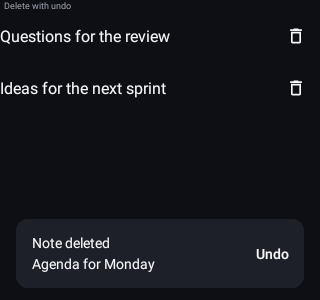 Delete with undo
Questions for the review
Ideas for the next sprint
Note deleted
Agenda for Monday
Undo